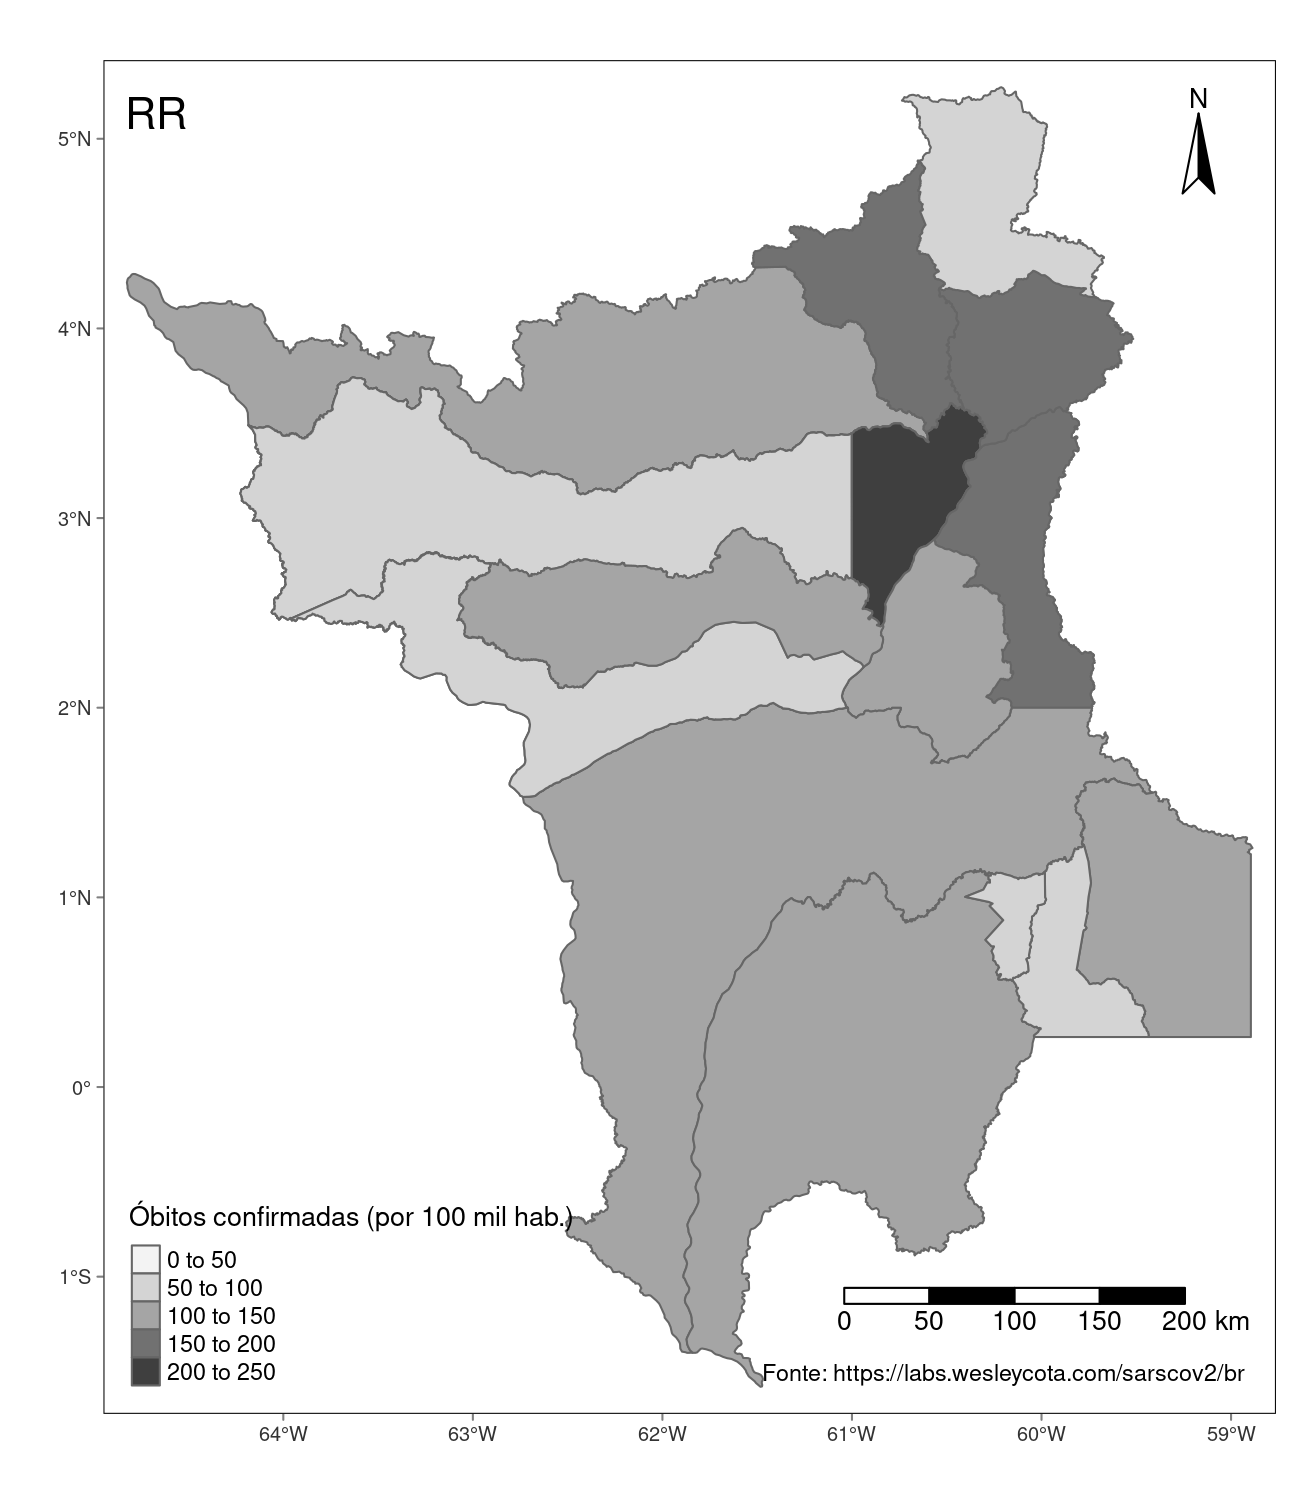 RR
N
5°N
4°N
3°N
2°N
1°N
0°
1°S
Óbitos confirmadas (por 100 mil hab.)
0 to 50
50 to 100
100 to 150
150 to 200
200 to 250
0 50 100 150 200 km
Fonte: https://labs.wesleycota.com/sarscov2/br
64°W 63°W 62°W 61°W 60°W 59°W